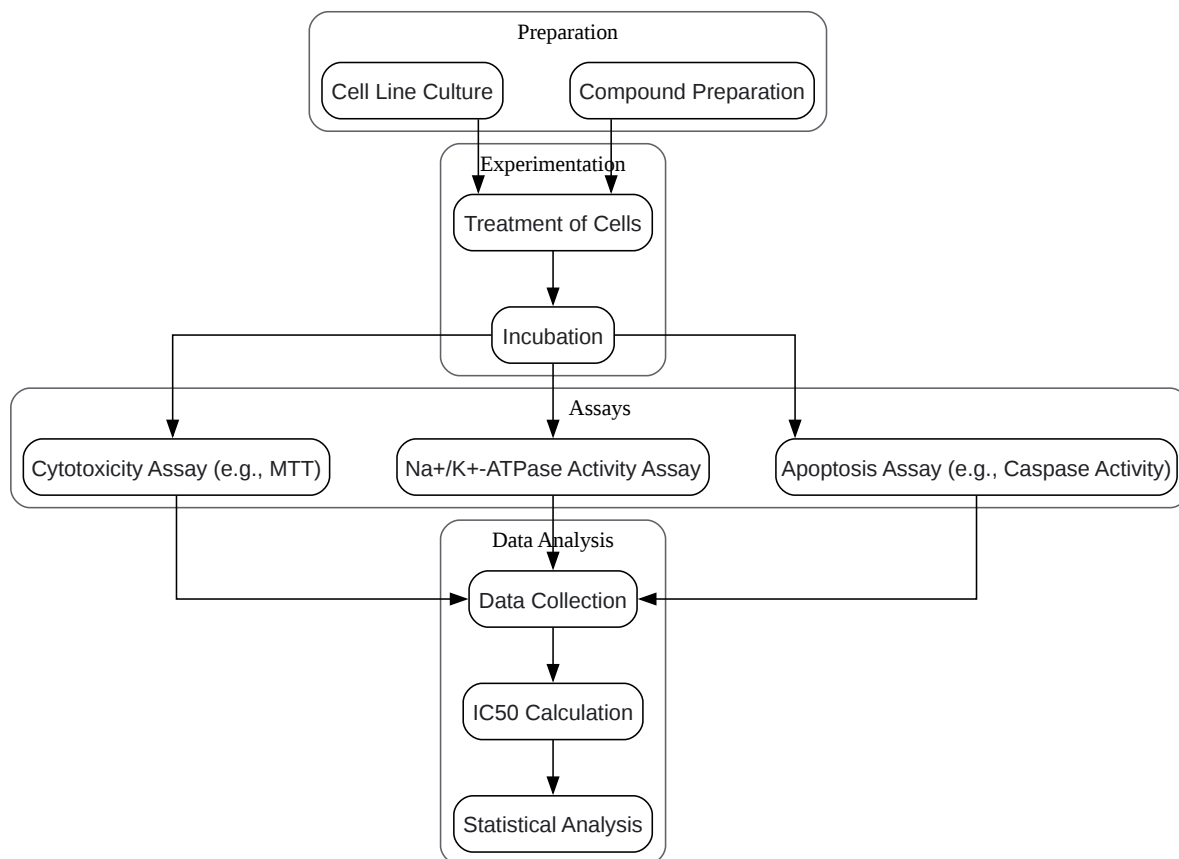 Preparation
Cell Line Culture
Compound Preparation
Experimentation
Treatment of Cells
Incubation
Assays
Cytotoxicity Assay (e.g., MTT)
Na+/K+-ATPase Activity Assay
Apoptosis Assay (e.g., Caspase Activity)
Data Analysis
Data Collection
IC50 Calculation
Statistical Analysis